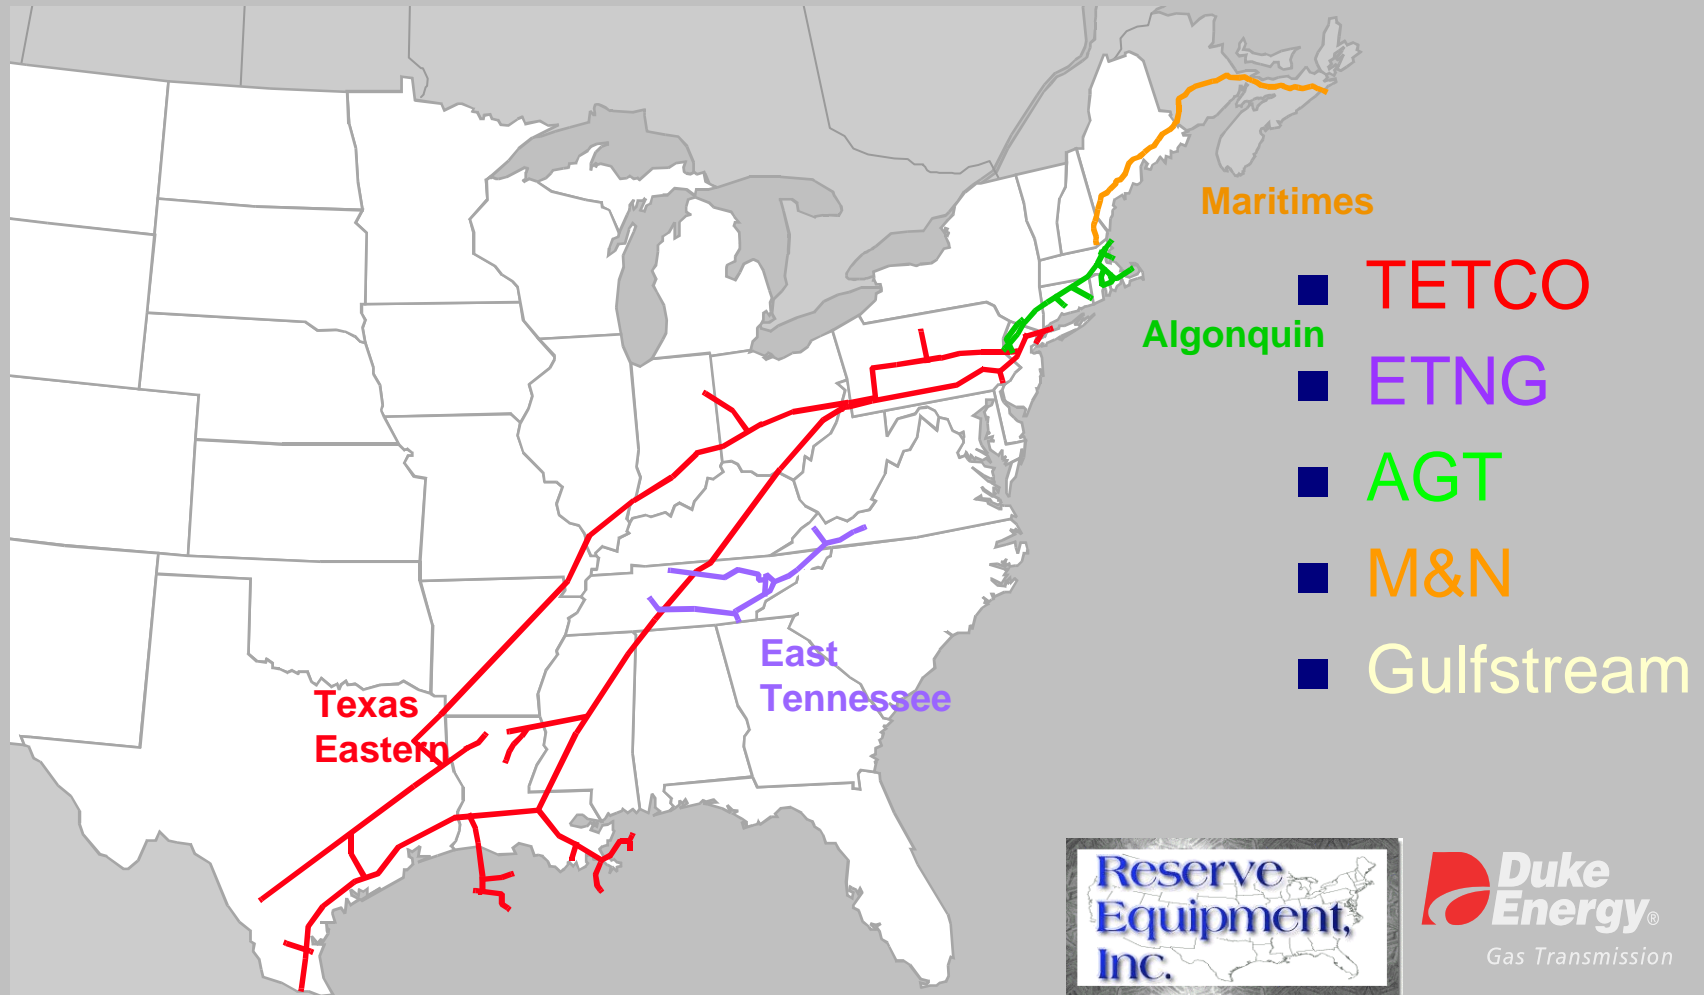 Maritimes
Algonquin
East
Tennessee
Texas
Eastern
TETCO
ETNG
AGT
M&N
Gulfstream
Reserve
Equipment,
Inc.
Duke
Energy®
Gas Transmission